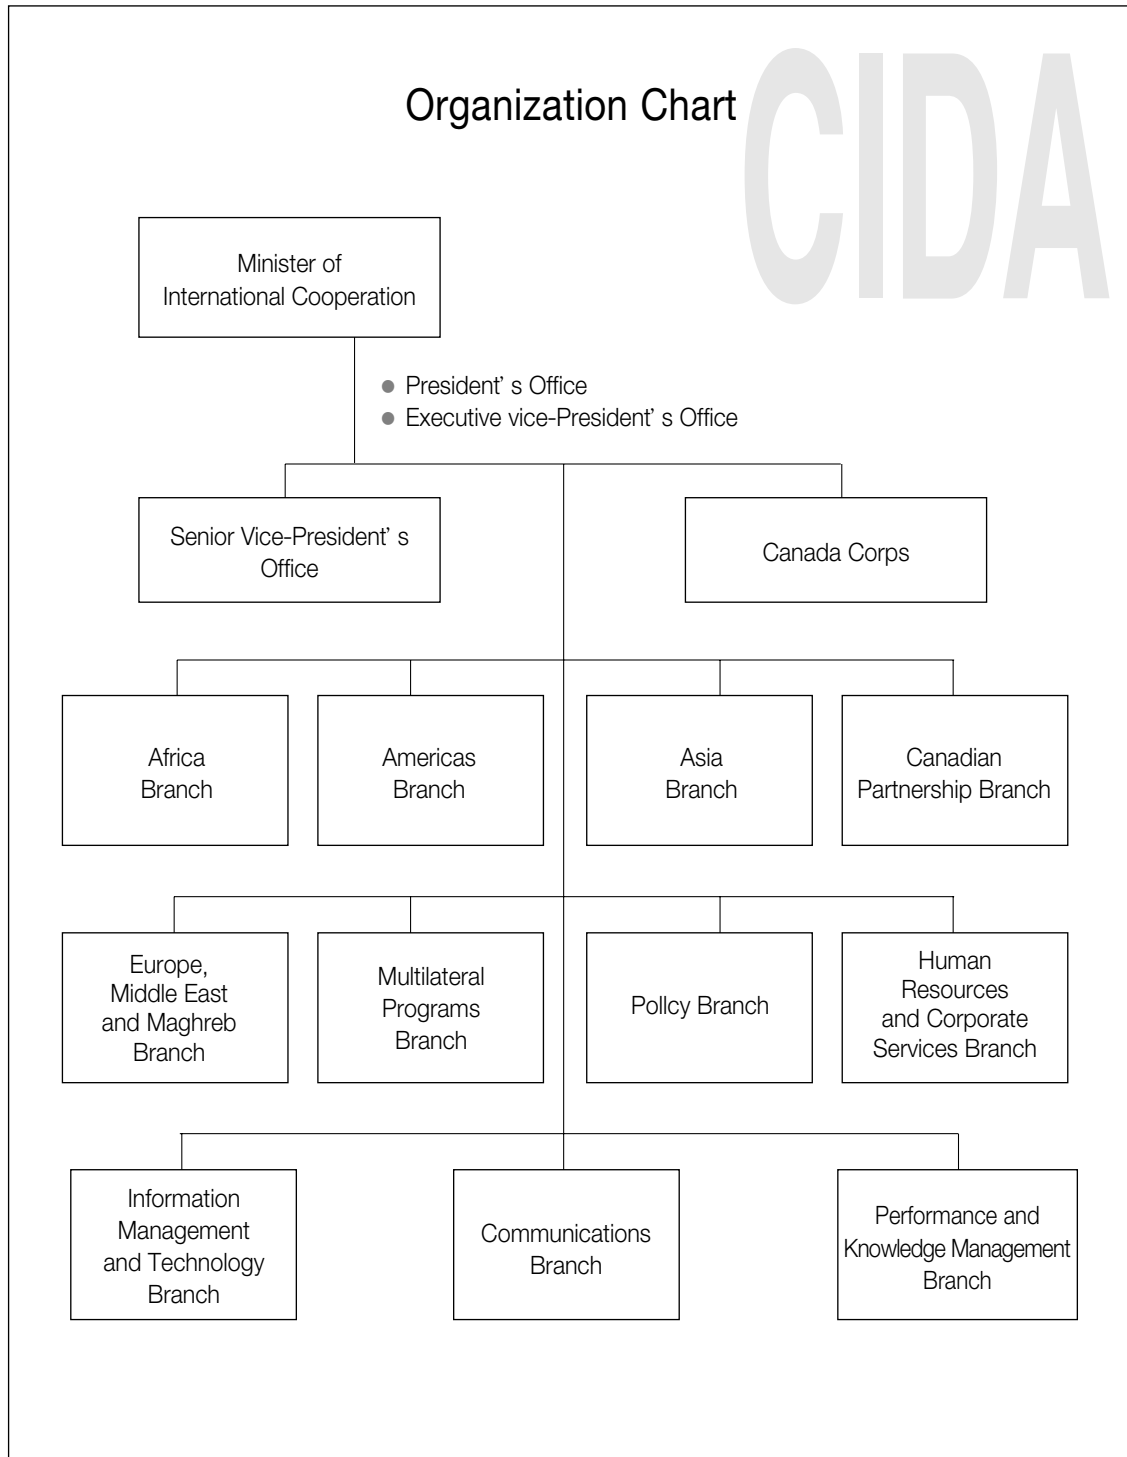 CIDA
Organization Chart
Minister of
International Cooperation
President’ s Office
Executive vice-President’ s Office
Senior Vice-President’ s
Office
Canada Corps
Africa
Branch
Americas
Branch
Asia
Branch
Canadian
Partnership Branch
Europe,
Middle East
and Maghreb
Branch
Multilateral
Programs
Branch
Pollcy Branch
Human
Resources
and Corporate
Services Branch
Information
Management
and Technology
Branch
Communications
Branch
Performance and
Knowledge Management
Branch